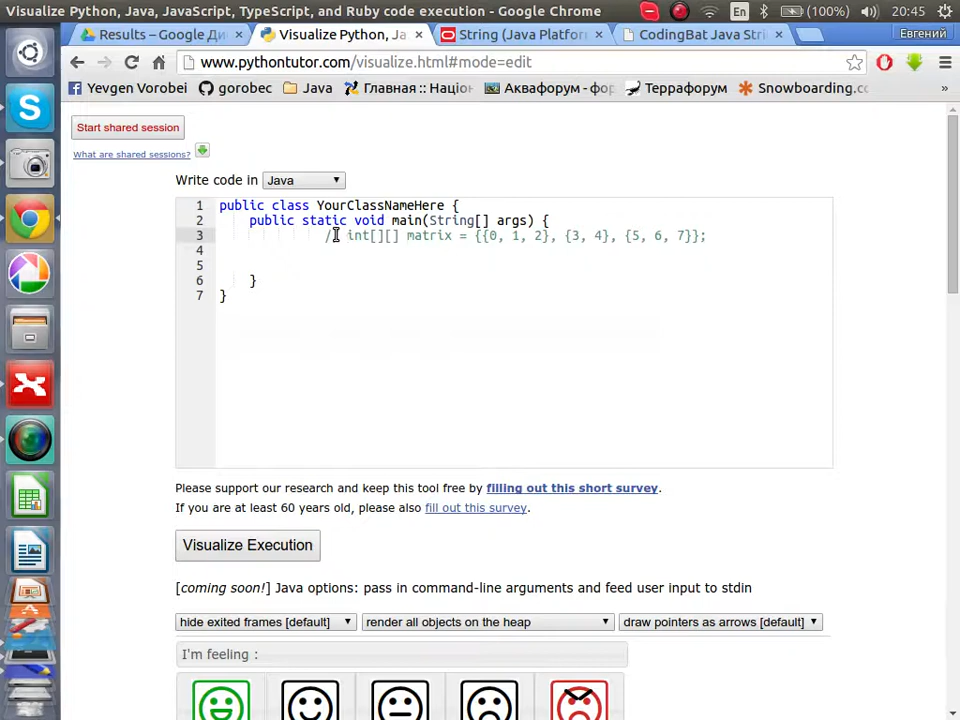 Visualize Python, Java, JavaScript, TypeScript, and Ruby code execution - Google Chrome
En
(100%)
20:45
Results – Google Ди
Visualize Python, Ja
String (Java Platfor
CodingBat Java Stri
Евгений
www.pythontutor.com/visualize.html#mode=edit
Yevgen Vorobei
gorobec
Java
Главная :: Націо
Аквафорум - фор
Терраформ
Snowboarding.cc
»
Start shared session
What are shared sessions?
Write code in
Java
1 public class YourClassNameHere {
2 public static void main(String[] args) {
3 // int[][] matrix = {{0, 1, 2}, {3, 4}, {5, 6, 7}};
4
5
6 }
7 }
Please support our research and keep this tool free by filling out this short survey.
If you are at least 60 years old, please also fill out this survey.
Visualize Execution
[coming soon!] Java options: pass in command-line arguments and feed user input to stdin
hide exited frames [default]
render all objects on the heap
draw pointers as arrows [default]
I'm feeling :